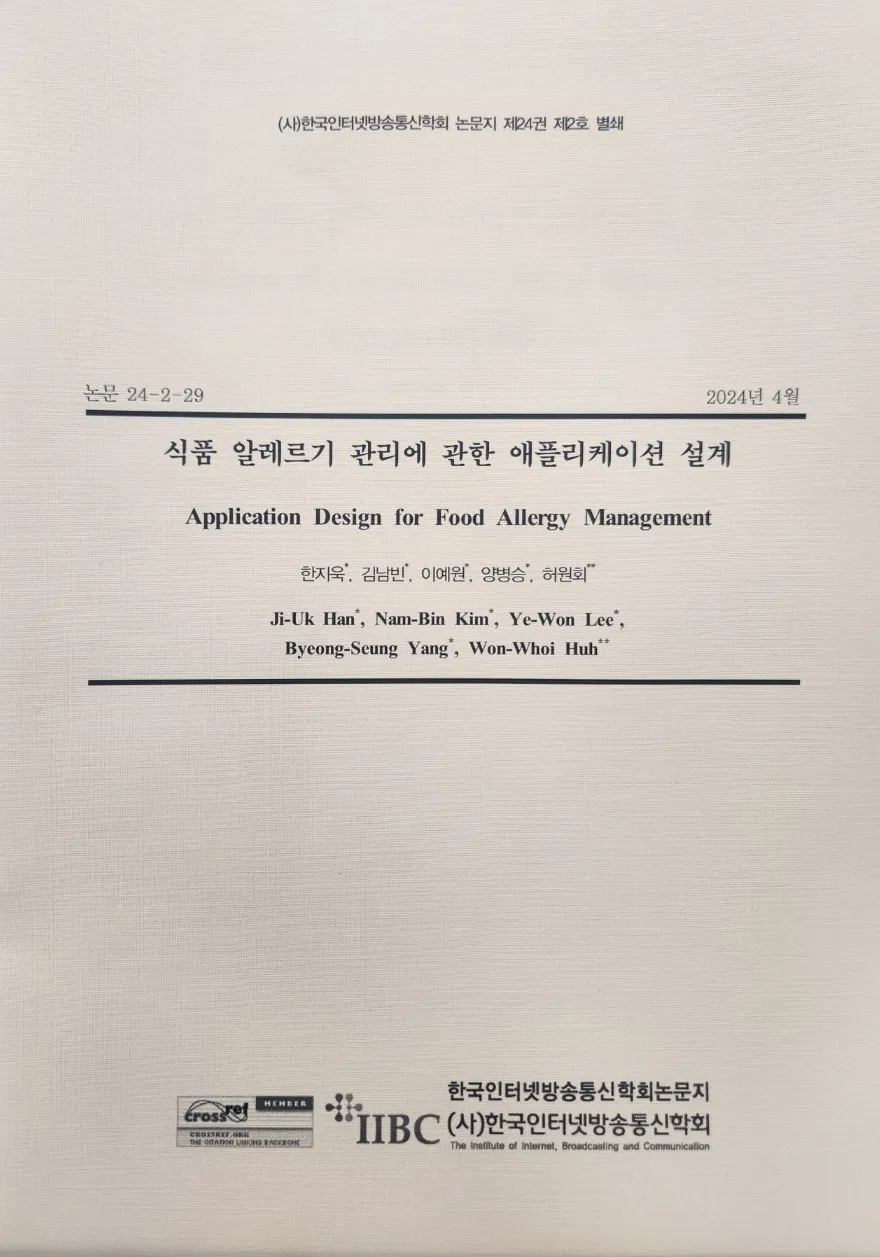 (사)한국인터넷방송통신학회 논문지 제24권 제2호 별쇄
논문 24-2-29
2024년 4월
식품 알레르기 관리에 관한 애플리케이션 설계
Application Design for Food Allergy Management
한지욱*, 김남빈*, 이예원*, 양병승*, 허원회**
Ji-Uk Han*, Nam-Bin Kim*, Ye-Won Lee*,
Byeong-Seung Yang*, Won-Whoi Huh**
crossref MEMBER
CROSSREF.ORG
THE CITATION LINKING BACKBONE
IIBC
한국인터넷방송통신학회논문지
(사)한국인터넷방송통신학회
The Institute of Internet, Broadcasting and Communication